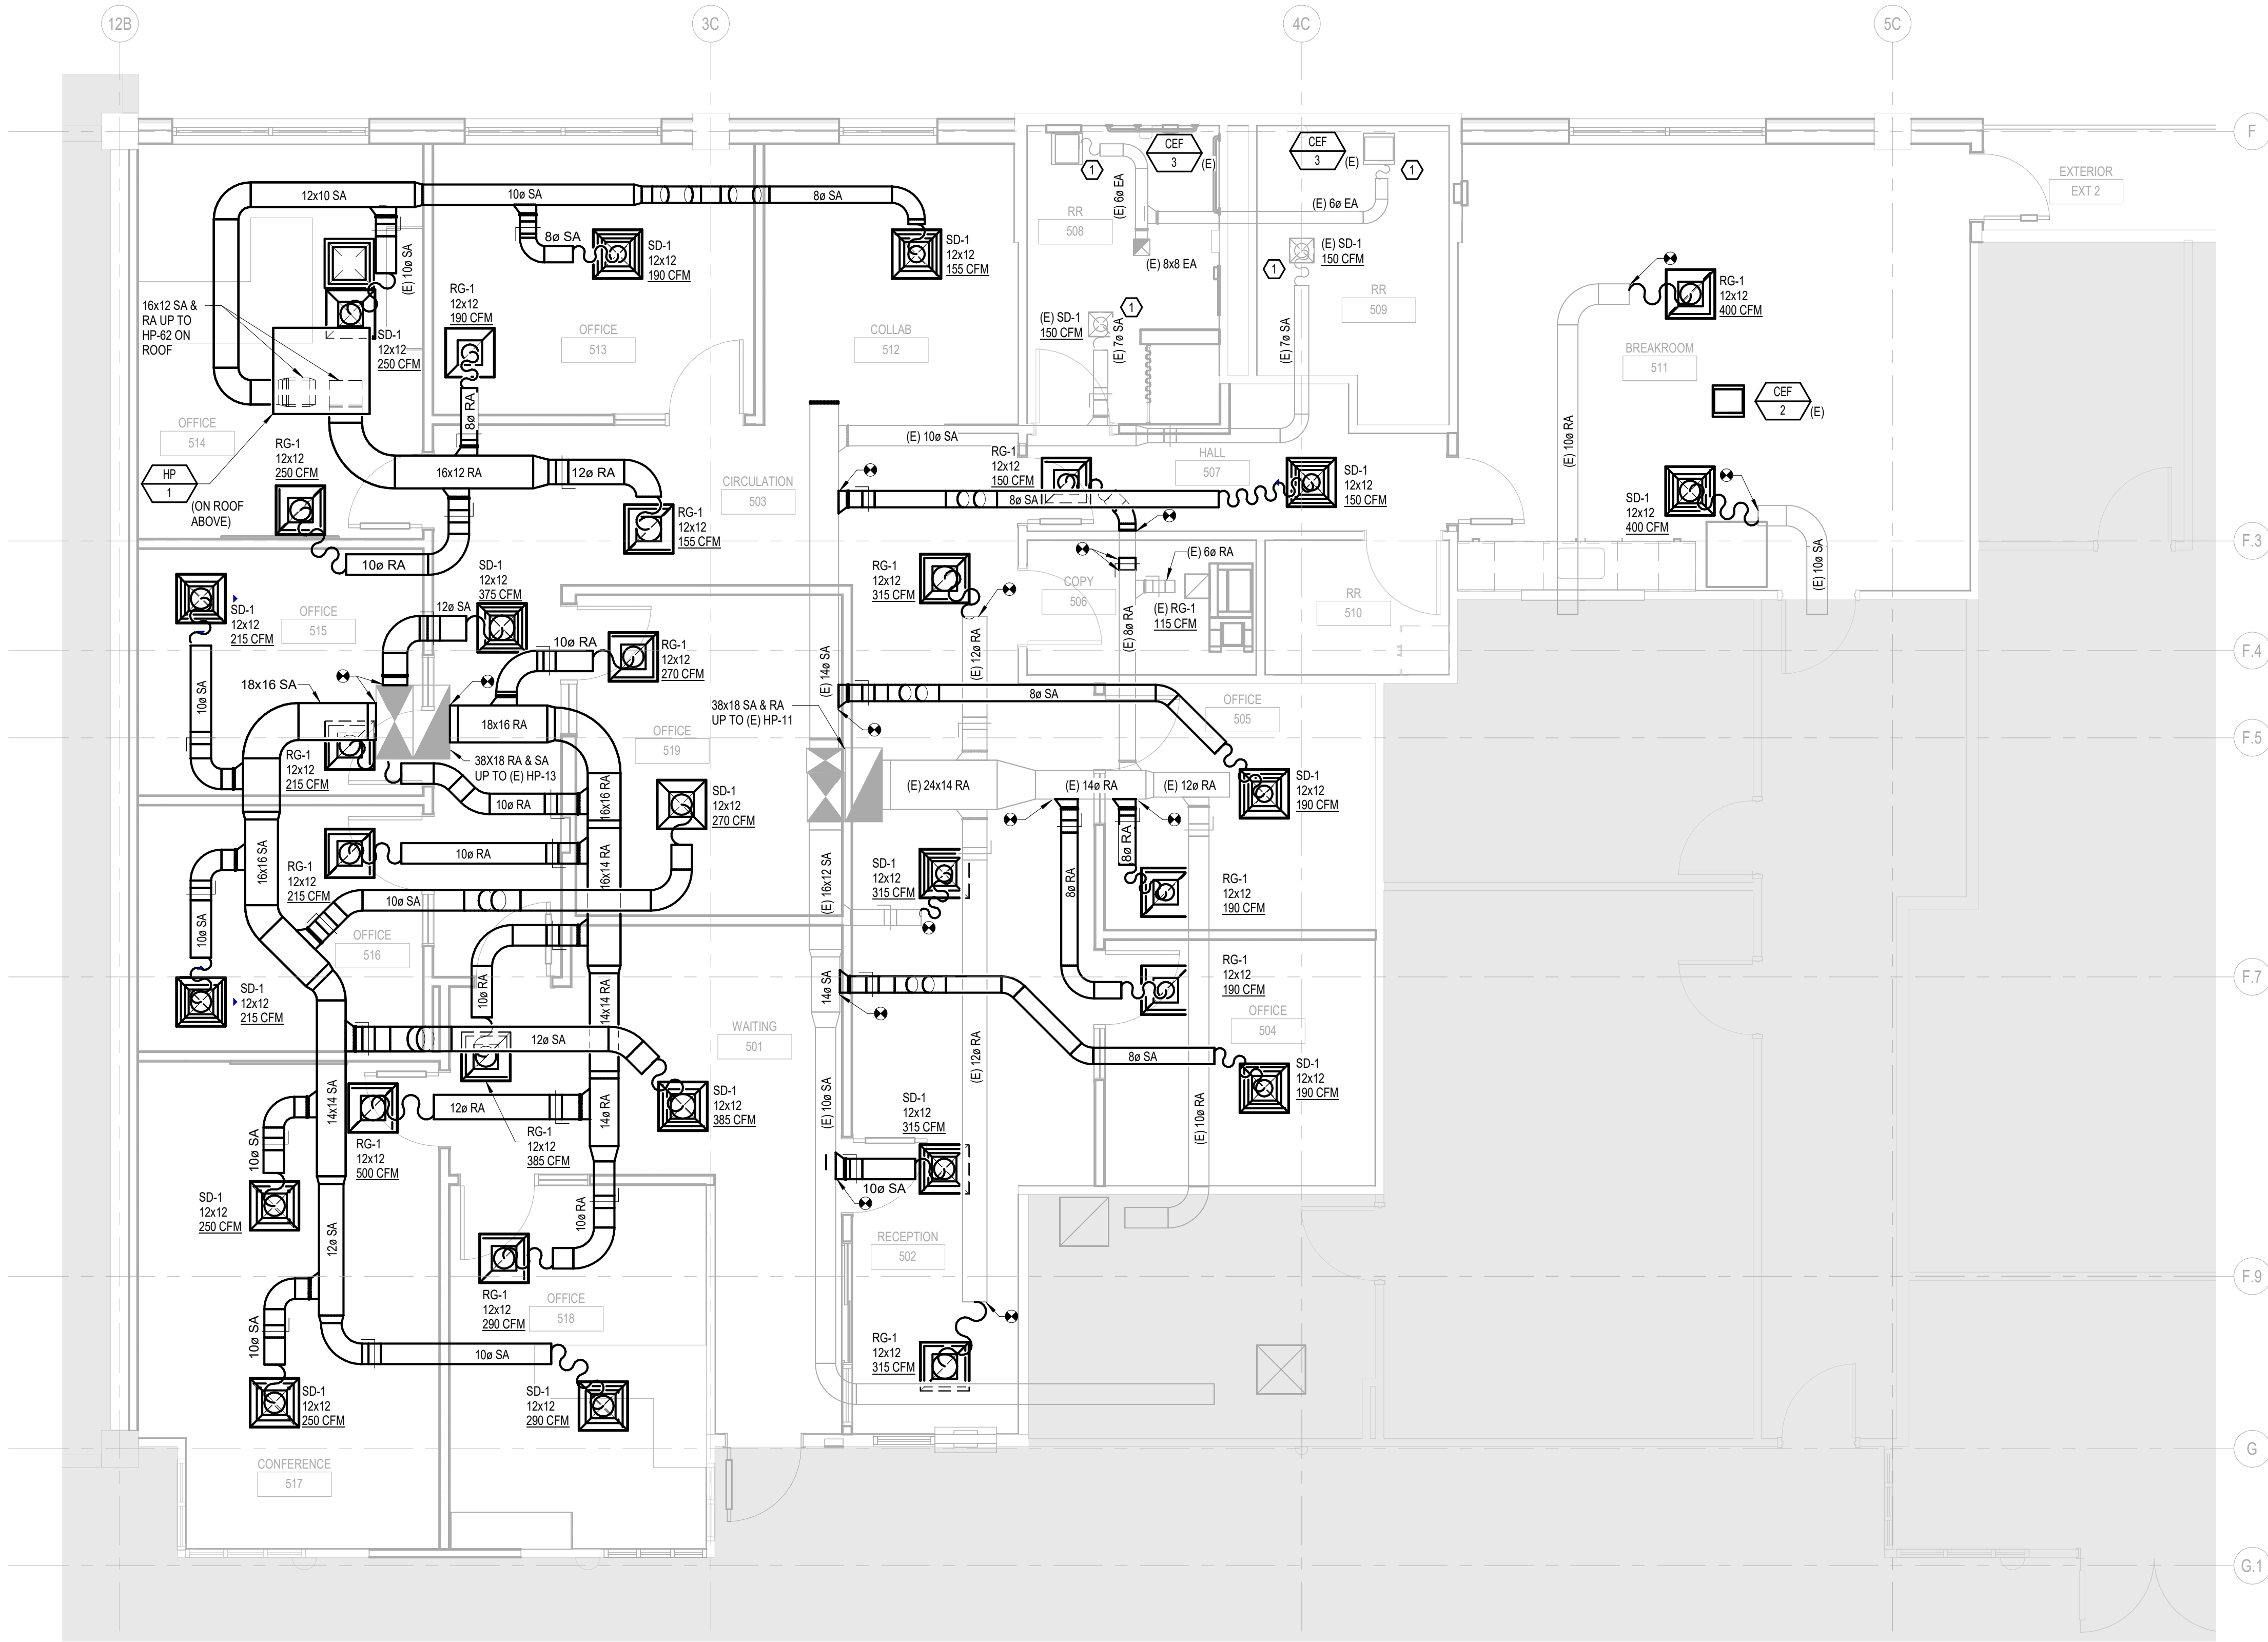 12B
3C
4C
5C
F
F.3
F.4
F.5
F.7
F.9
G
G.1
12x10 SA
10ø SA
8ø SA
(E) 10ø SA
8ø SA
SD-1
12x12
190 CFM
SD-1
12x12
155 CFM
16x12 SA &
RA UP TO
HP-62 ON
ROOF
SD-1
12x12
250 CFM
RG-1
12x12
190 CFM
8ø RA
OFFICE
513
COLLAB
512
OFFICE
514
HP
1
(ON ROOF
ABOVE)
RG-1
12x12
250 CFM
16x12 RA
12ø RA
RG-1
12x12
155 CFM
10ø RA
CIRCULATION
503
RR
508
CEF
3
(E)
1
(E) 6ø EA
(E) 8x8 EA
CEF
3
(E)
1
(E) 6ø EA
(E) SD-1
150 CFM
1
RR
509
(E) SD-1
150 CFM
1
(E) 7ø SA
(E) 7ø SA
(E) 10ø SA
HALL
507
RG-1
12x12
150 CFM
8ø SA
SD-1
12x12
150 CFM
EXTERIOR
EXT 2
RG-1
12x12
400 CFM
BREAKROOM
511
CEF
2
(E)
(E) 10ø RA
SD-1
12x12
400 CFM
(E) 10ø SA
SD-1
12x12
215 CFM
OFFICE
515
SD-1
12x12
375 CFM
12ø SA
10ø RA
RG-1
12x12
270 CFM
10ø SA
18x16 SA
RG-1
12x12
215 CFM
18x16 RA
38X18 RA & SA
UP TO (E) HP-13
OFFICE
519
38x18 SA & RA
UP TO (E) HP-11
10ø RA
16x16 RA
SD-1
12x12
270 CFM
RG-1
12x12
315 CFM
(E) 12ø RA
(E) 14ø SA
COPY
506
(E) 6ø RA
(E) RG-1
115 CFM
(E) 8ø RA
RR
510
8ø SA
OFFICE
505
(E) 24x14 RA
(E) 14ø RA
(E) 12ø RA
SD-1
12x12
190 CFM
RG-1
12x12
215 CFM
10ø RA
16x14 RA
16x16 SA
10ø SA
10ø SA
OFFICE
516
SD-1
12x12
215 CFM
(E) 16x12 SA
SD-1
12x12
315 CFM
8ø RA
8ø RA
RG-1
12x12
190 CFM
RG-1
12x12
190 CFM
OFFICE
504
10ø RA
14x14 RA
14ø SA
WAITING
501
12ø SA
SD-1
12x12
385 CFM
14x14 SA
12ø RA
RG-1
12x12
500 CFM
RG-1
12x12
385 CFM
14ø RA
(E) 10ø SA
(E) 12ø RA
8ø SA
SD-1
12x12
190 CFM
(E) 10ø RA
SD-1
12x12
315 CFM
10ø SA
10ø SA
SD-1
12x12
250 CFM
12ø SA
10ø RA
RG-1
12x12
290 CFM
OFFICE
518
RECEPTION
502
RG-1
12x12
315 CFM
10ø SA
SD-1
12x12
250 CFM
10ø SA
SD-1
12x12
290 CFM
CONFERENCE
517